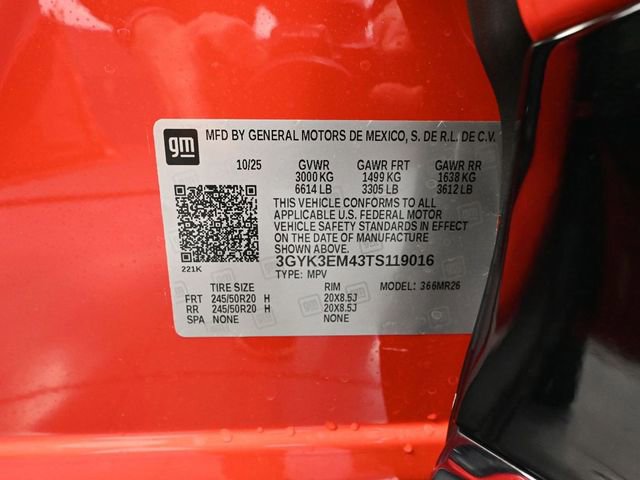 gm MFD BY GENERAL MOTORS DE MEXICO, S. DE R.L. DE C.V.
10/25 GVWR GAWR FRT GAWR RR
3000 KG 1499 KG 1638 KG
6614 LB 3305 LB 3612 LB
THIS VEHICLE CONFORMS TO ALL
APPLICABLE U.S. FEDERAL MOTOR
VEHICLE SAFETY STANDARDS IN EFFECT
ON THE DATE OF MANUFACTURE
SHOWN ABOVE.
3GYK3EM43TS119016
221K TYPE: MPV
TIRE SIZE RIM MODEL: 366MR26
FRT 245/50R20 H 20X8.5J
RR 245/50R20 H 20X8.5J
SPA NONE NONE